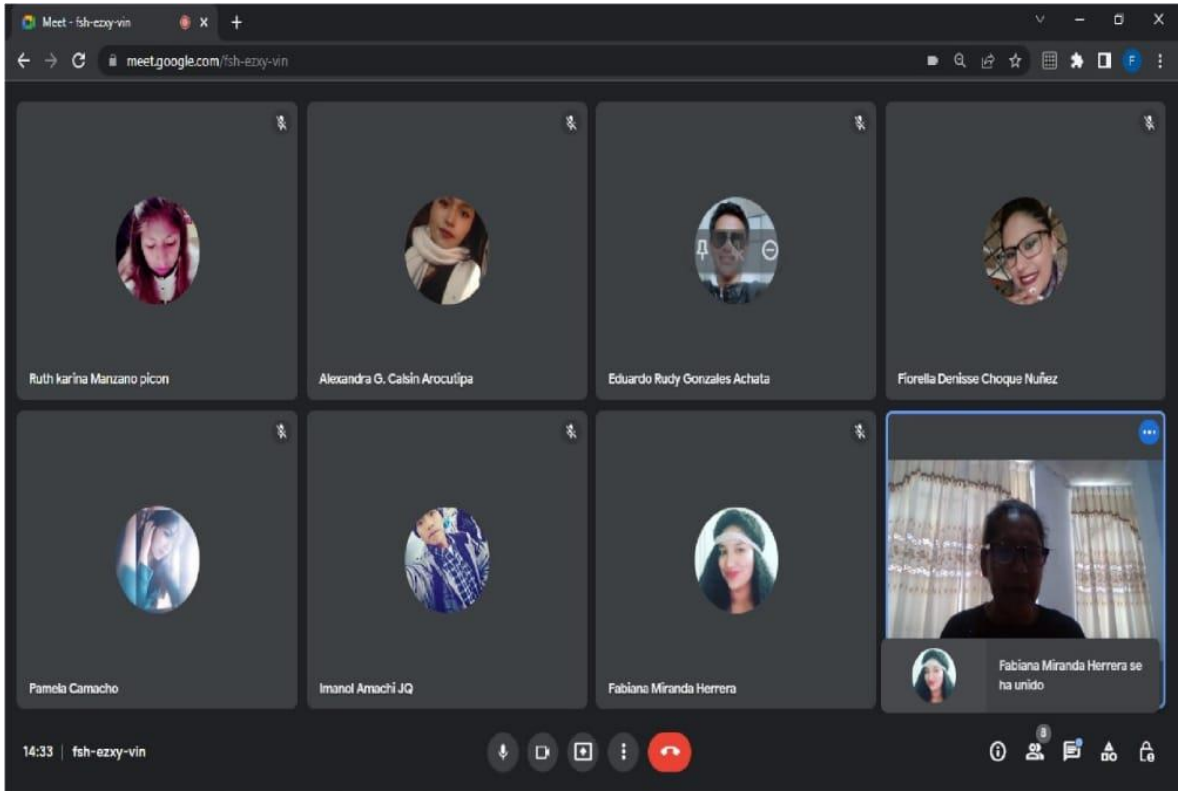 Meet - fsh-ezxy-vin
meet.google.com/fsh-ezxy-vin
F
Ruth karina Manzano picon
Alexandra G. Calsin Arocutipa
Eduardo Rudy Gonzales Achata
Fiorella Denisse Choque Nuñez
Pamela Camacho
Imanol Amachi JQ
Fabiana Miranda Herrera
Fabiana Miranda Herrera se
ha unido
14:33 | fsh-ezxy-vin
8